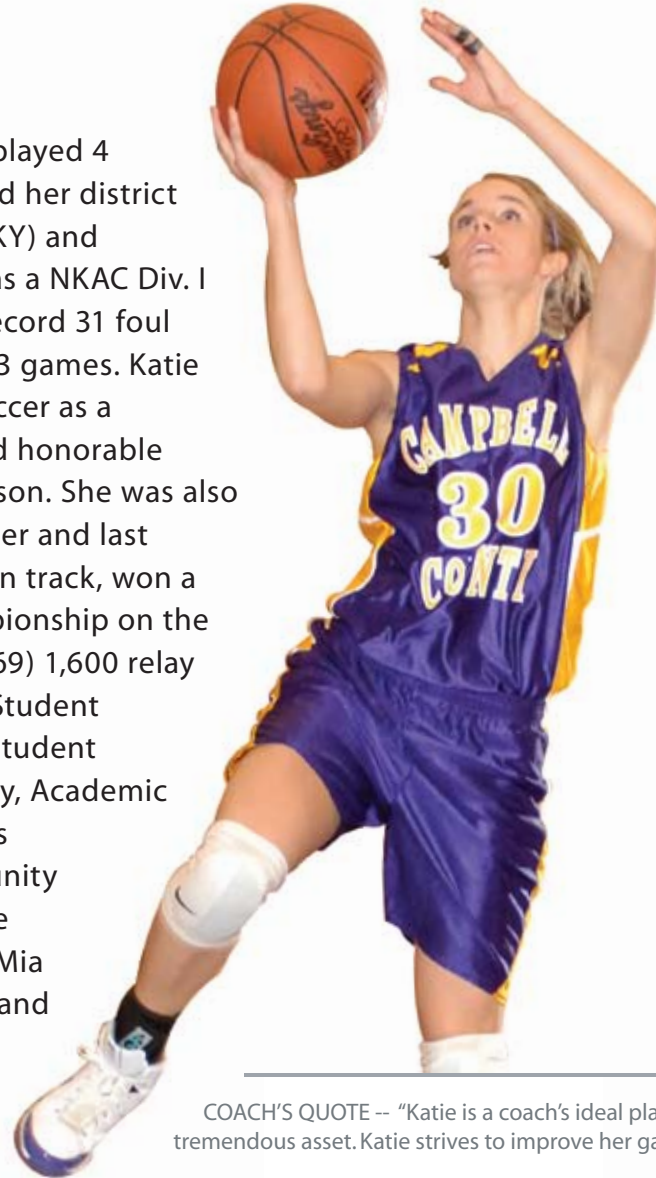 played 4
d her district
KY) and
as a NKAC Div. I
ecord 31 foul
3 games. Katie
ccer as a
d honorable
son. She was also
er and last
n track, won a
pionship on the
69) 1,600 relay
Student
tudent
y, Academic
s
unity
e
Mia
and
Rawlings
CAMPBELL
30
CONTI
COACH'S QUOTE -- "Katie is a coach's ideal pla
tremendous asset. Katie strives to improve her ga